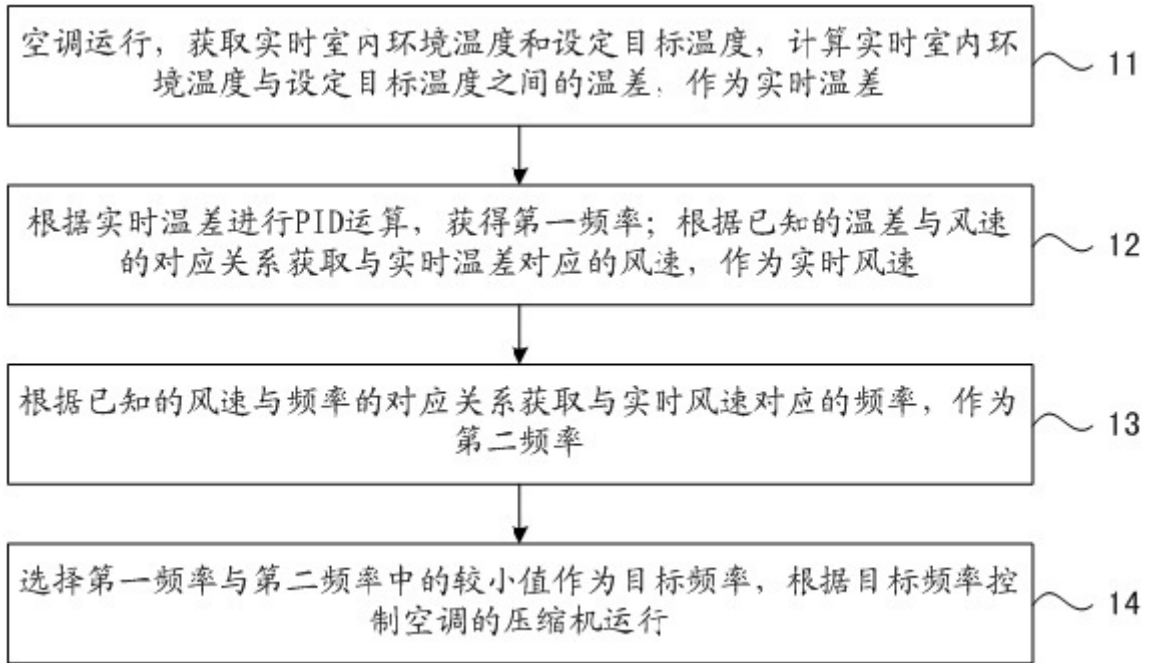 空调运行，获取实时室内环境温度和设定目标温度，计算实时室内环
境温度与设定目标温度之间的温差，作为实时温差
11
根据实时温差进行PID运算，获得第一频率；根据已知的温差与风速
的对应关系获取与实时温差对应的风速，作为实时风速
12
根据已知的风速与频率的对应关系获取与实时风速对应的频率，作为
第二频率
13
选择第一频率与第二频率中的较小值作为目标频率，根据目标频率控
制空调的压缩机运行
14